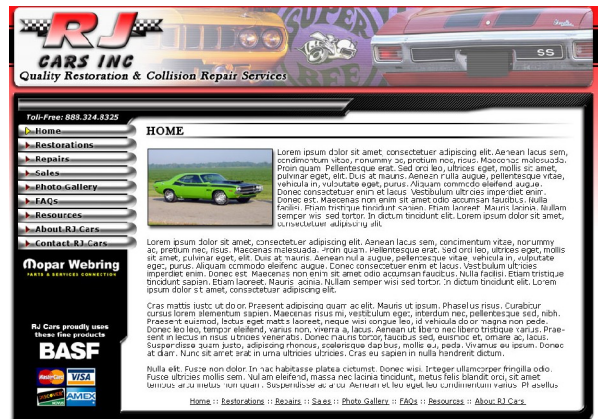 RJ
CARS INC
Quality Restoration & Collision Repair Services
SUPER
BEE
SS
Toll-Free: 888.324.8325
Home
Restorations
Repairs
Sales
Photo Gallery
FAQs
Resources
About RJ Cars
Contact RJ Cars
Mopar Webring
PARTS & SERVICES CONNECTION
RJ Cars proudly uses
these fine products
BASF
MasterCard VISA
DISCOVER AMEX
HOME
Lorem ipsum dolor sit amet, consectetuer adipiscing elit. Aenean lacus sem,
condimentum vitae, nonummy ac, pretium nec, risus. Maecenas malesuada.
Proin quam. Pellentesque erat. Sed orci leo, ultrices eget, mollis sit amet,
pulvinar eget, elit. Duis at mauris. Aenean nulla augue, pellentesque vitae,
vehicula in, vulputate eget, purus. Aliquam commodo eleifend augue.
Donec consectetuer enim et lacus. Vestibulum ultricies imperdiet enim.
Donec est. Maecenas non enim sit amet odio accumsan faucibus. Nulla
facilisi. Etiam tristique tincidunt sapien. Etiam laoreet. Mauris lacinia. Nullam
semper wisi sed tortor. In dictum tincidunt elit. Lorem ipsum dolor sit amet,
consectetuer adipiscing elit.
Lorem ipsum dolor sit amet, consectetuer adipiscing elit. Aenean lacus sem, condimentum vitae, nonummy
ac, pretium nec, risus. Maecenas malesuada. Proin quam. Pellentesque erat. Sed orci leo, ultrices eget, mollis
sit amet, pulvinar eget, elit. Duis at mauris. Aenean nulla augue, pellentesque vitae, vehicula in, vulputate
eget, purus. Aliquam commodo eleifend augue. Donec consectetuer enim et lacus. Vestibulum ultricies
imperdiet enim. Donec est. Maecenas non enim sit amet odio accumsan faucibus. Nulla facilisi. Etiam tristique
tincidunt sapien. Etiam laoreet. Mauris lacinia. Nullam semper wisi sed tortor. In dictum tincidunt elit. Lorem
ipsum dolor sit amet, consectetuer adipiscing elit.
Cras mattis justo ut dolor. Praesent adipiscing quam ac elit. Mauris ut ipsum. Phasellus risus. Curabitur
cursus lorem elementum sapien. Maecenas risus mi, vestibulum eget, interdum nec, pellentesque sed, nibh.
Praesent euismod, lectus eget mattis laoreet, neque wisi congue leo, id vehicula dolor magna non pede.
Donec leo leo, tempor eleifend, varius non, viverra a, lacus. Aenean ut libero nec libero tristique varius. Prae-
sent in lectus in risus ultrices venenatis. Donec mauris tortor, faucibus sed, euismod et, ornare ac, lacus.
Suspendisse quam justo, adipiscing rhoncus, scelerisque dapibus, mollis eu, pede. Vivamus eu ipsum. Donec
at diam. Nunc sit amet erat in urna ultricies ultricies. Cras eu sapien in nulla hendrerit dictum.
Nulla elit. Fusce non dolor. In hac habitasse platea dictumst. Donec wisi. Integer ullamcorper fringilla odio.
Fusce ultricies mollis sem. Nullam eleifend, massa nec lacinia tincidunt, metus felis blandit orci, sit amet
tempus arcu metus non quam. Suspendisse ac arcu. Aenean et leo eget leo condimentum varius. Phasellus
Home :: Restorations :: Repairs :: Sales :: Photo Gallery :: FAQs :: Resources :: About RJ Cars